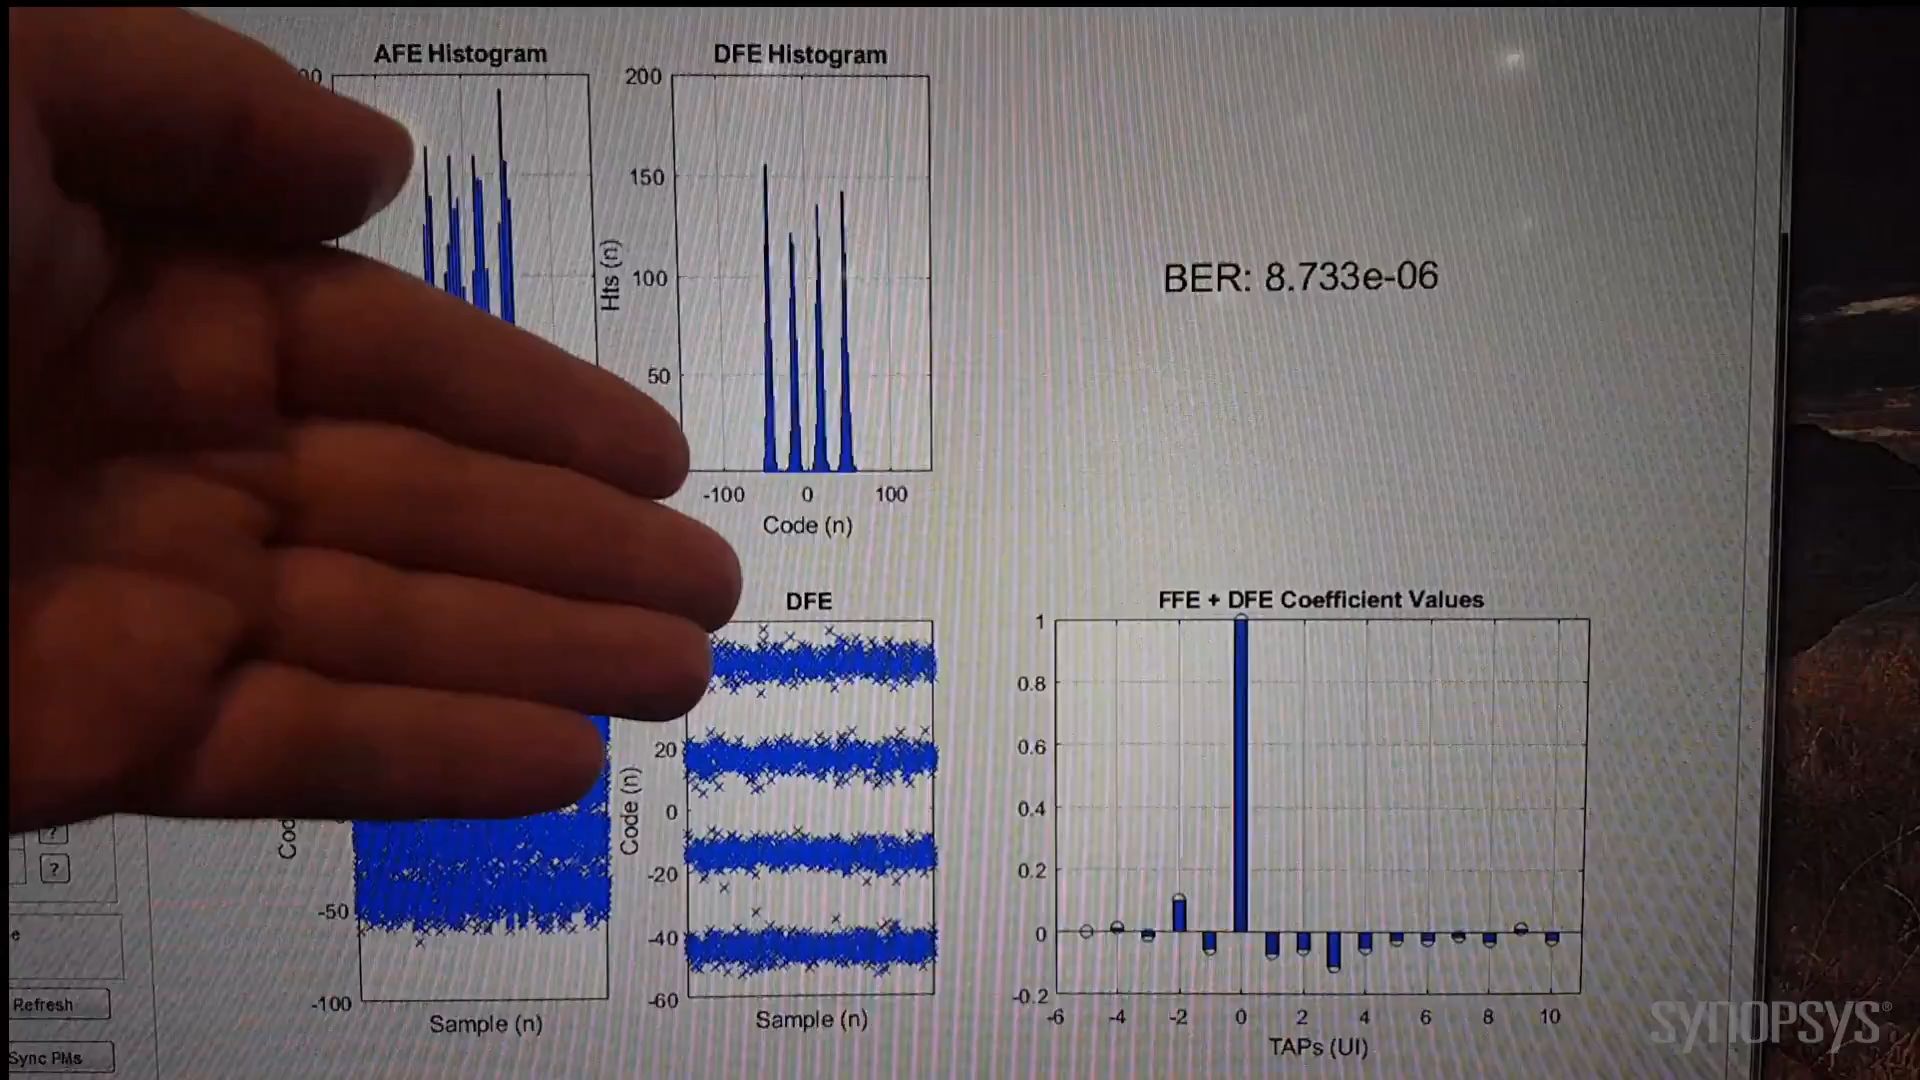 AFE Histogram
DFE Histogram
00
200
150
100
50
Hts (n)
-100 0 100
Code (n)
BER: 8.733e-06
DFE
20
0
-20
-40
-60
Code (n)
Sample (n)
-50
-100
Sample (n)
FFE + DFE Coefficient Values
1
0.8
0.6
0.4
0.2
0
-0.2
-6 -4 -2 0 2 4 6 8 10
TAPs (UI)
?
?
e
Refresh
Sync PMs
SYNOPSYS®